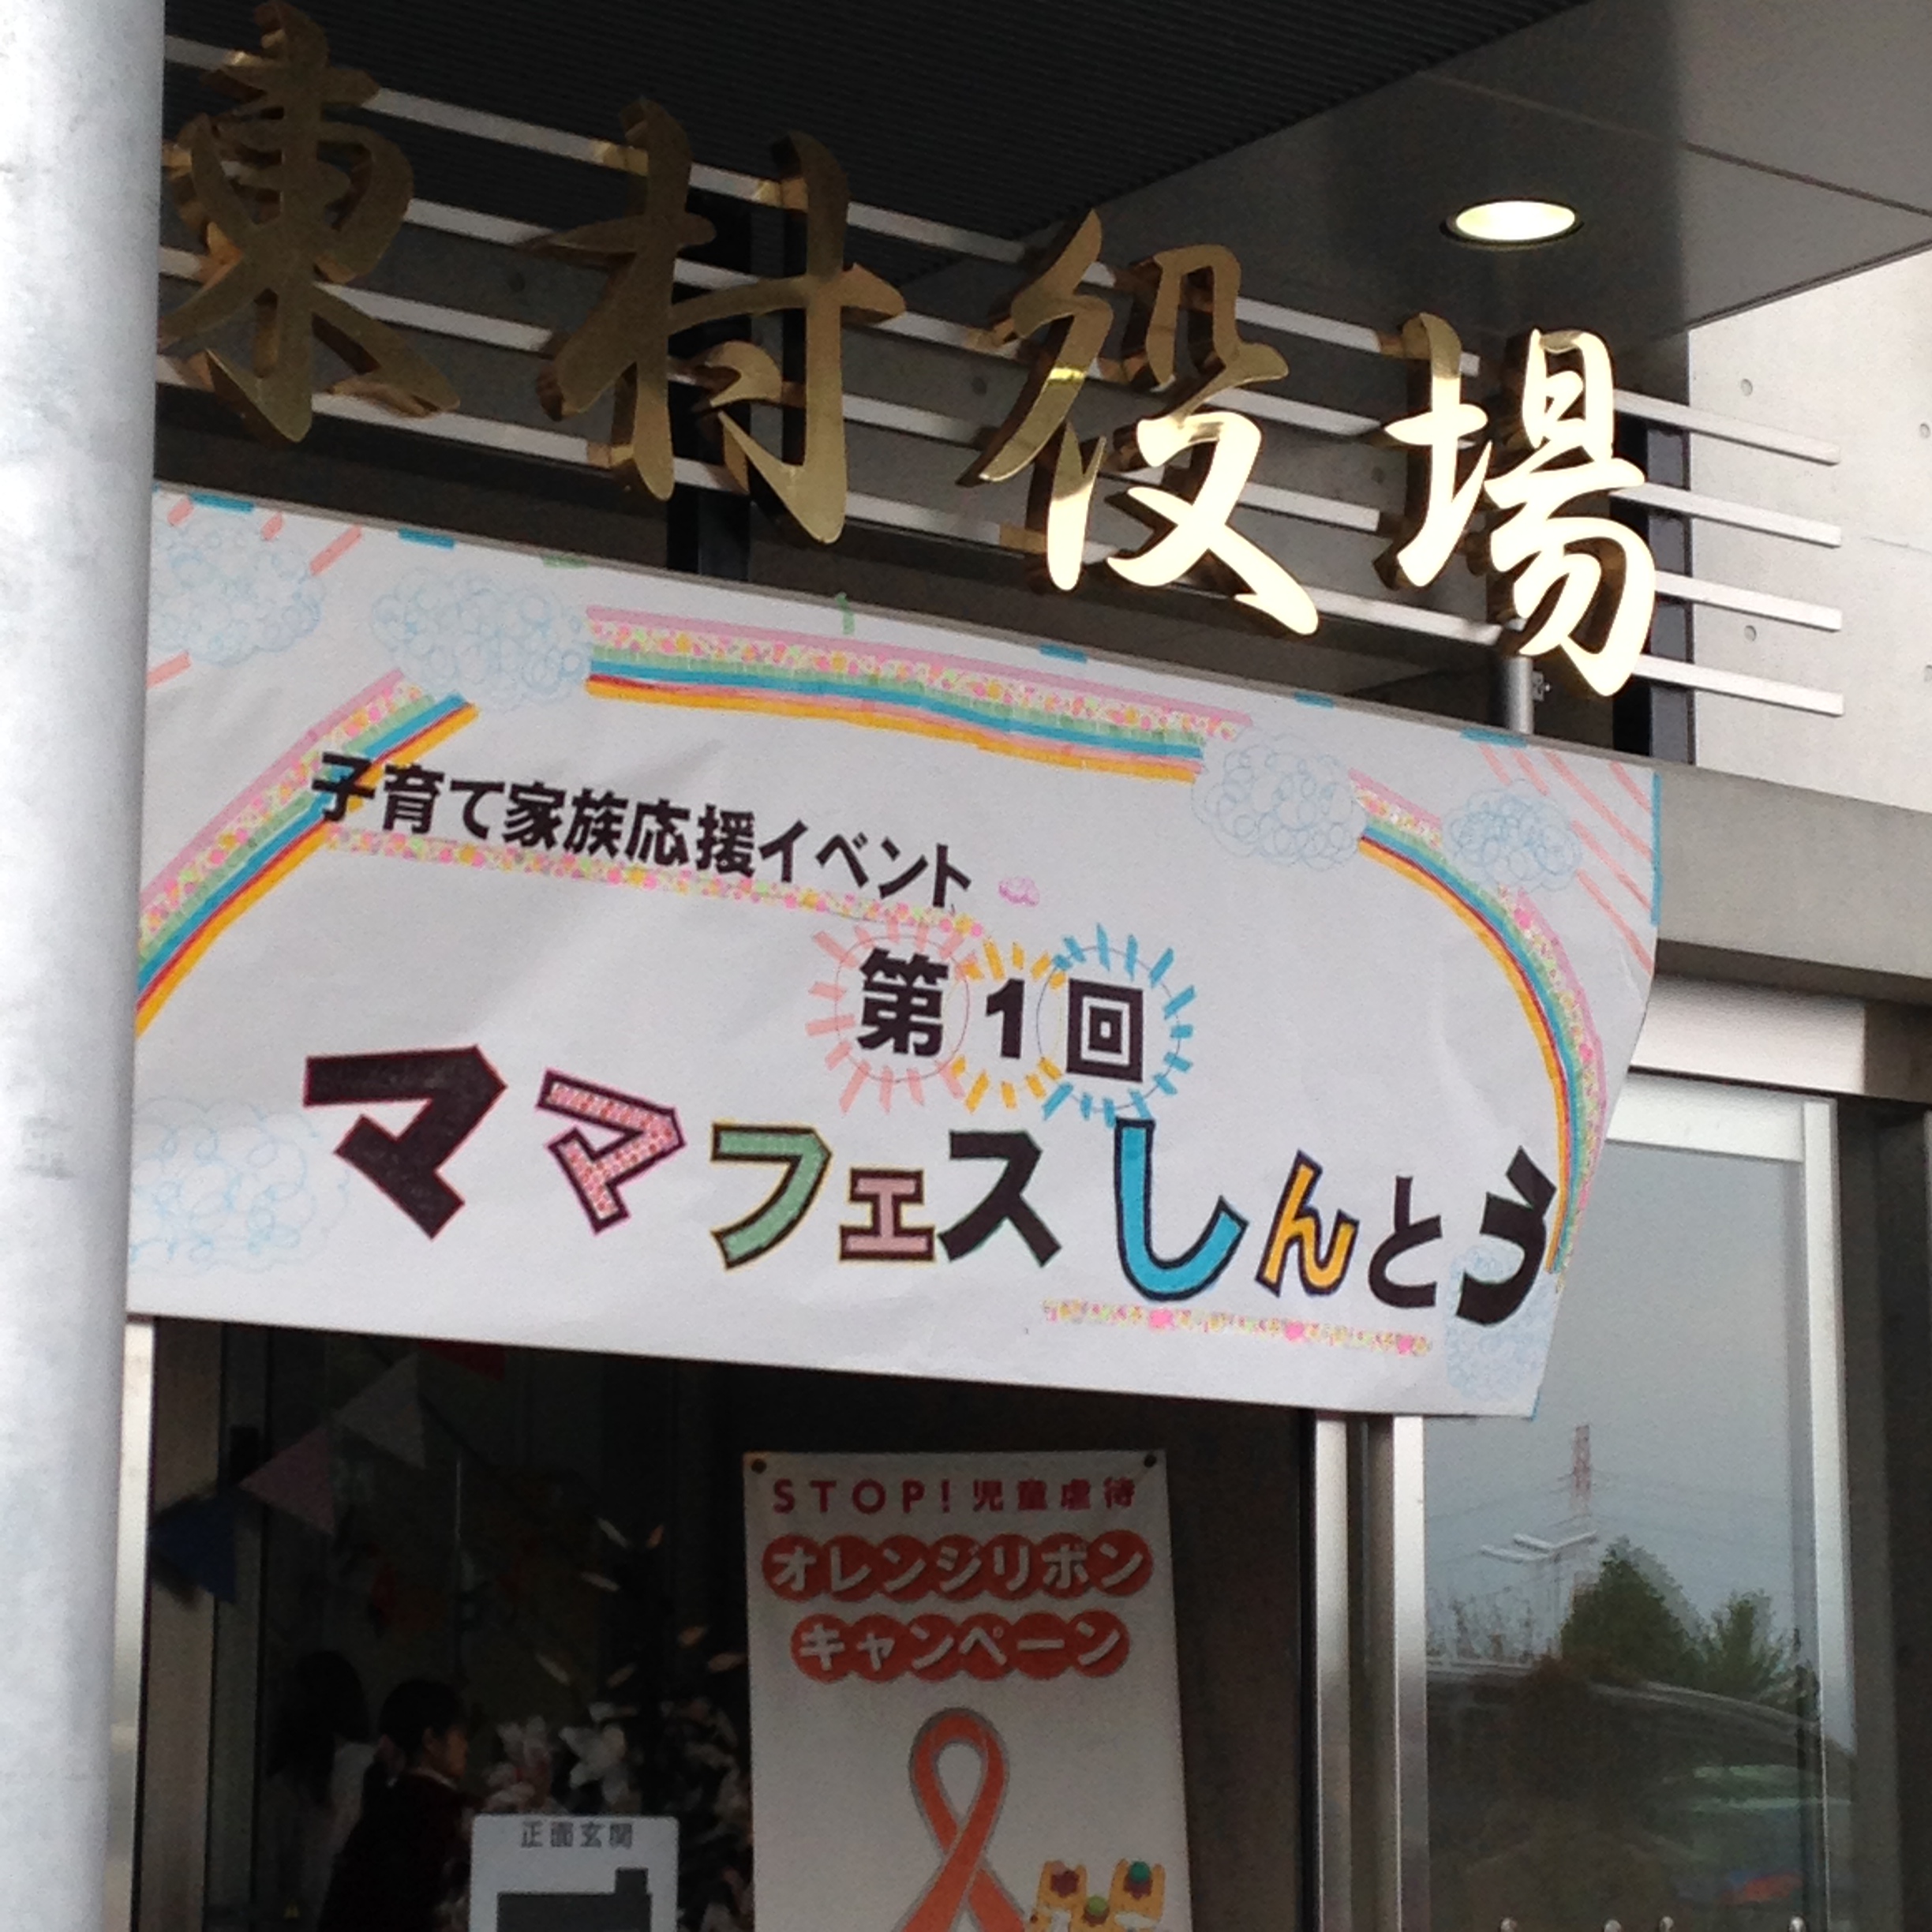 東村役場
子育て家族応援イベント
第1回
ママフェスしんとう
STOP!児童虐待
オレンジリボン
キャンペーン
正面玄関